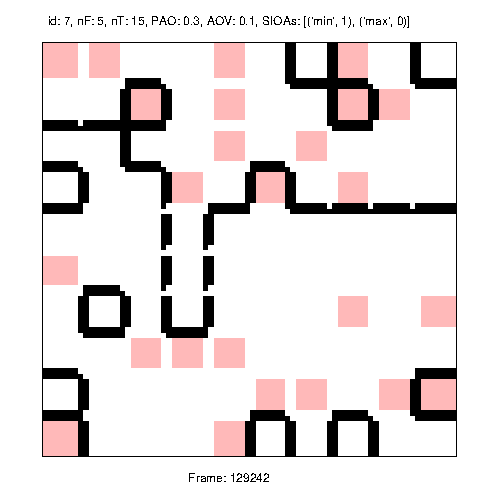 id: 7, nF: 5, nT: 15, PAO: 0.3, AOV: 0.1, SIOAs: [('min', 1), ('max', 0)]
Frame: 129242